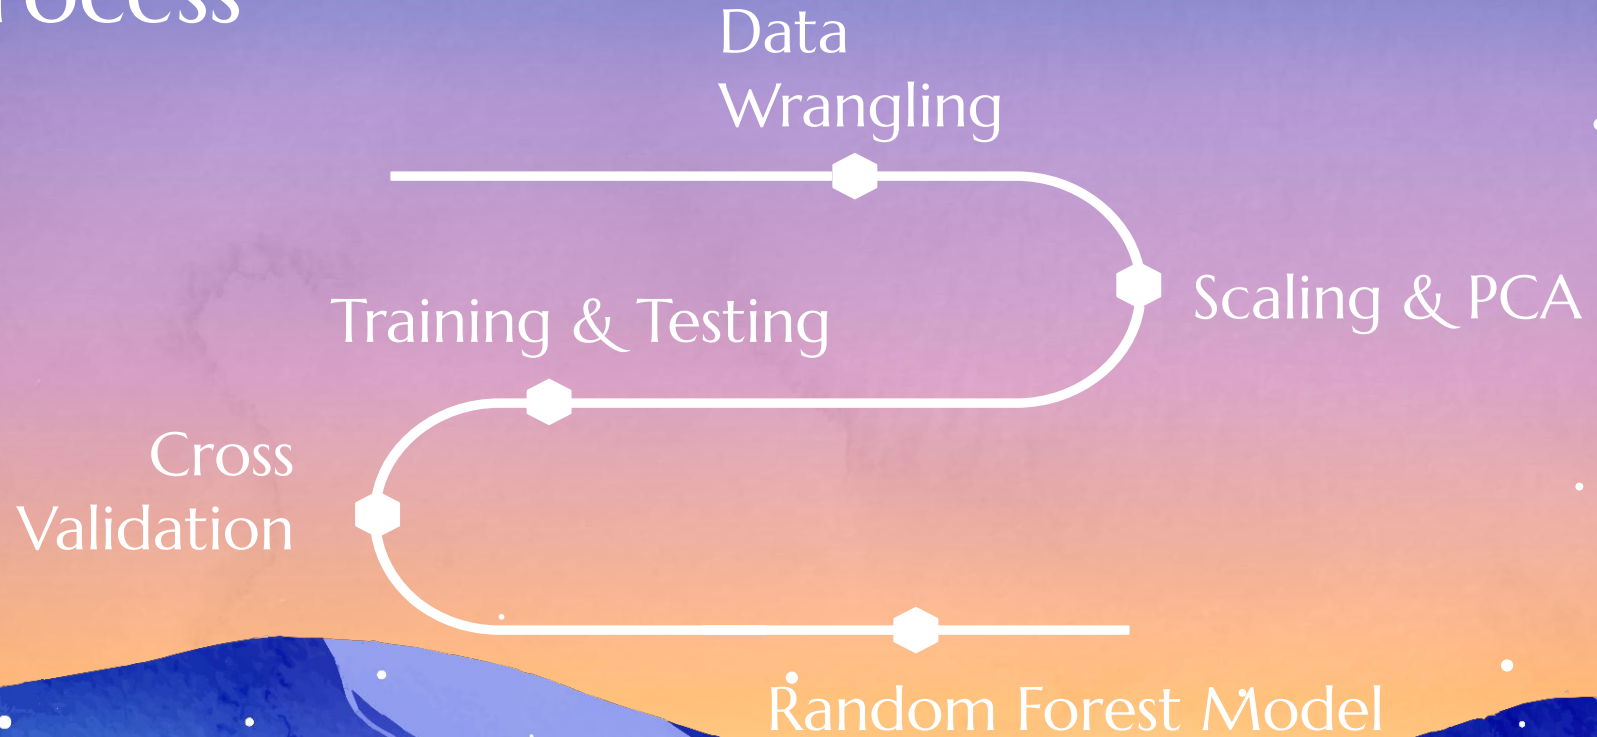 Data
Wrangling
Scaling & PCA
Training & Testing
Cross
Validation
Random Forest Model